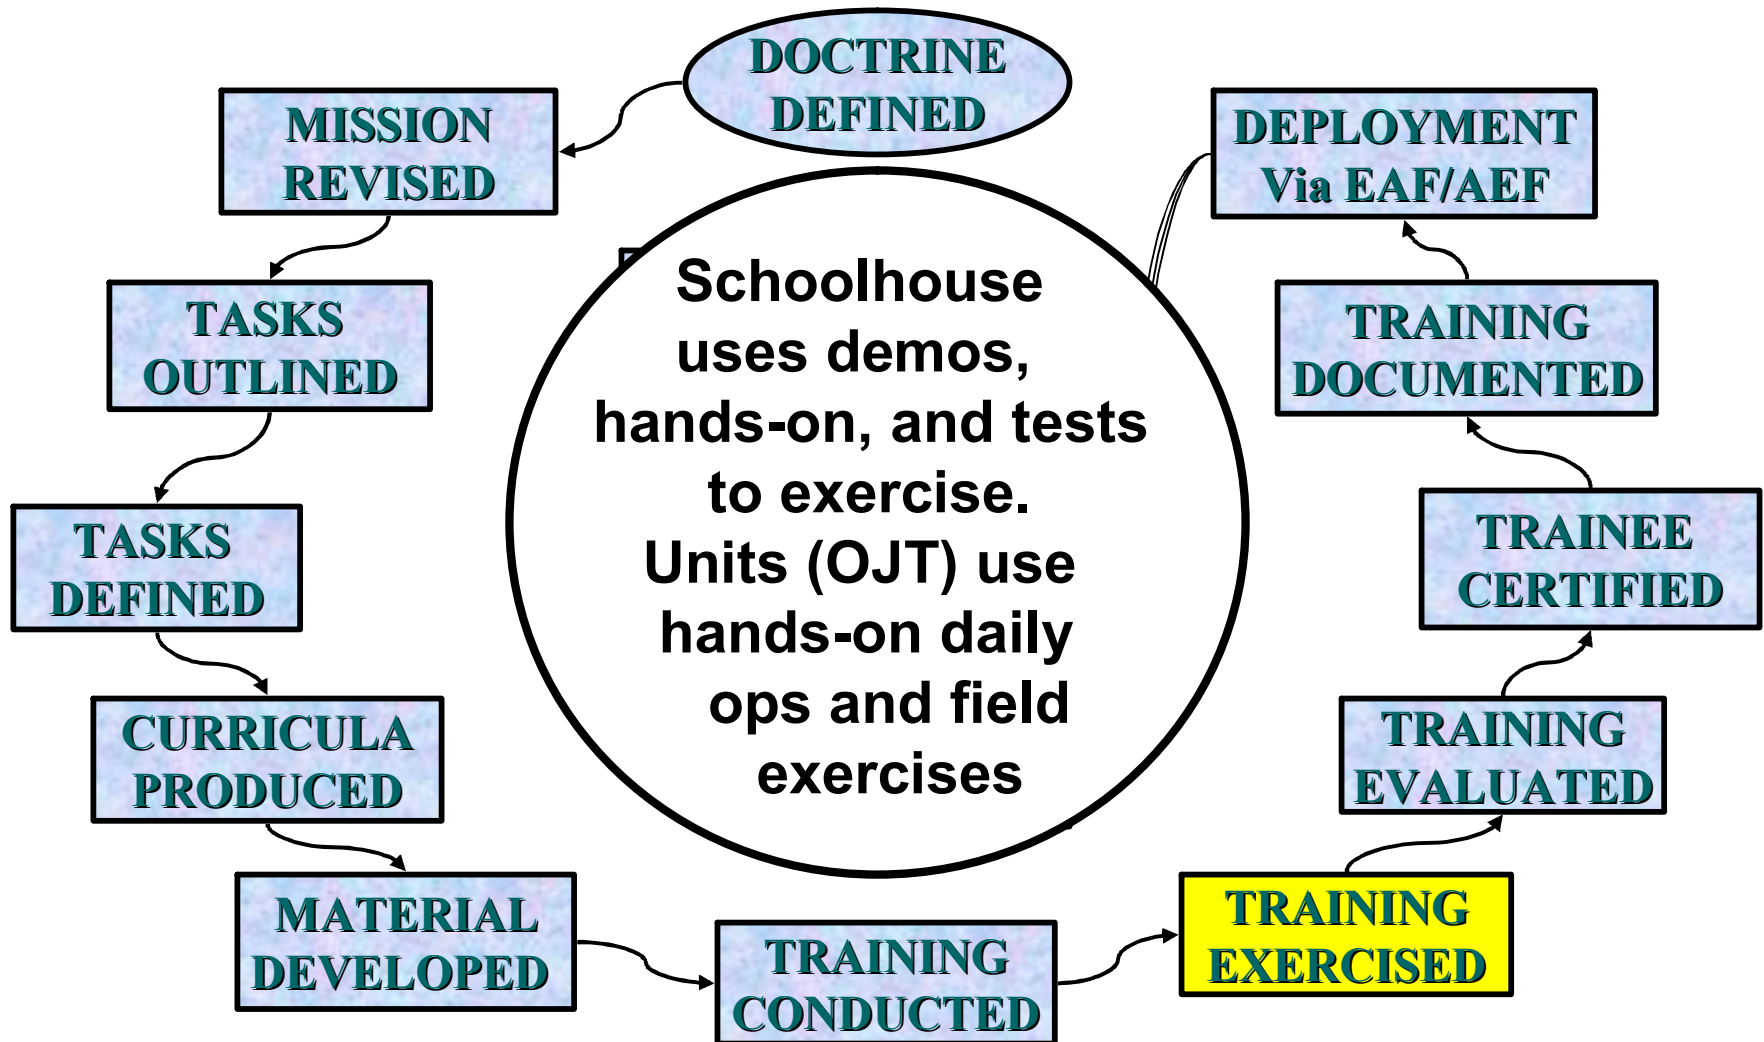 DOCTRINE
DEFINED
MISSION
REVISED
TASKS
OUTLINED
TASKS
DEFINED
CURRICULA
PRODUCED
MATERIAL
DEVELOPED
TRAINING
CONDUCTED
TRAINING
EXERCISED
TRAINING
EVALUATED
TRAINEE
CERTIFIED
TRAINING
DOCUMENTED
DEPLOYMENT
Via EAF/AEF
Schoolhouse
uses demos,
hands-on, and tests
to exercise.
Units (OJT) use
hands-on daily
ops and field
exercises